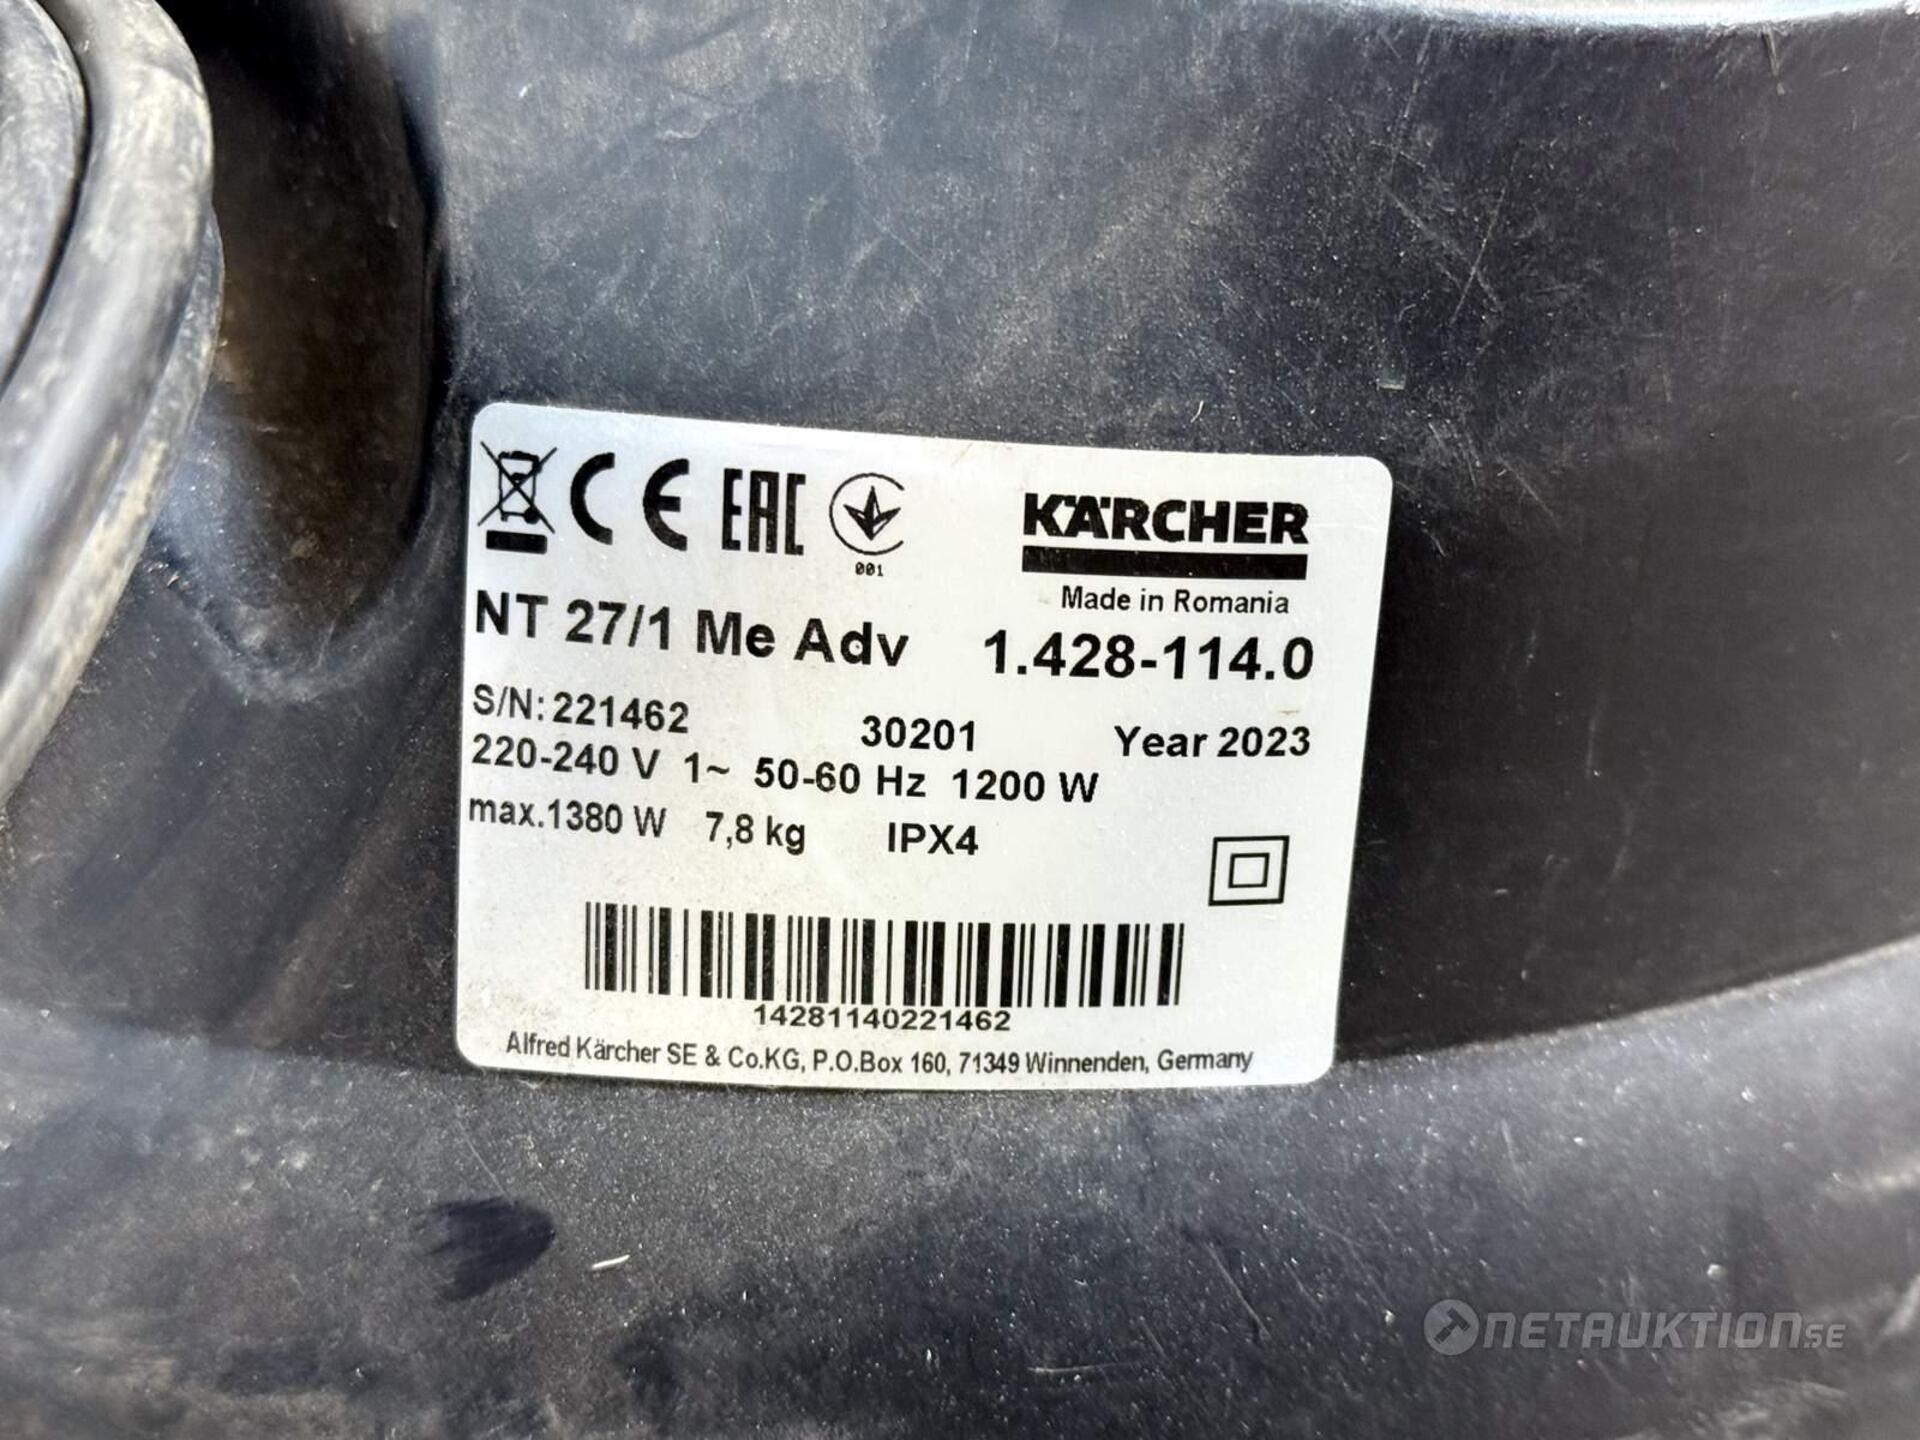 CE EAC
001
KÄRCHER
Made in Romania
NT 27/1 Me Adv 1.428-114.0
S/N: 221462 30201 Year 2023
220-240 V 1~ 50-60 Hz 1200 W
max.1380 W 7,8 kg IPX4
14281140221462
Alfred Kärcher SE & Co.KG, P.O.Box 160, 71349 Winnenden, Germany
NETAUKTION.SE